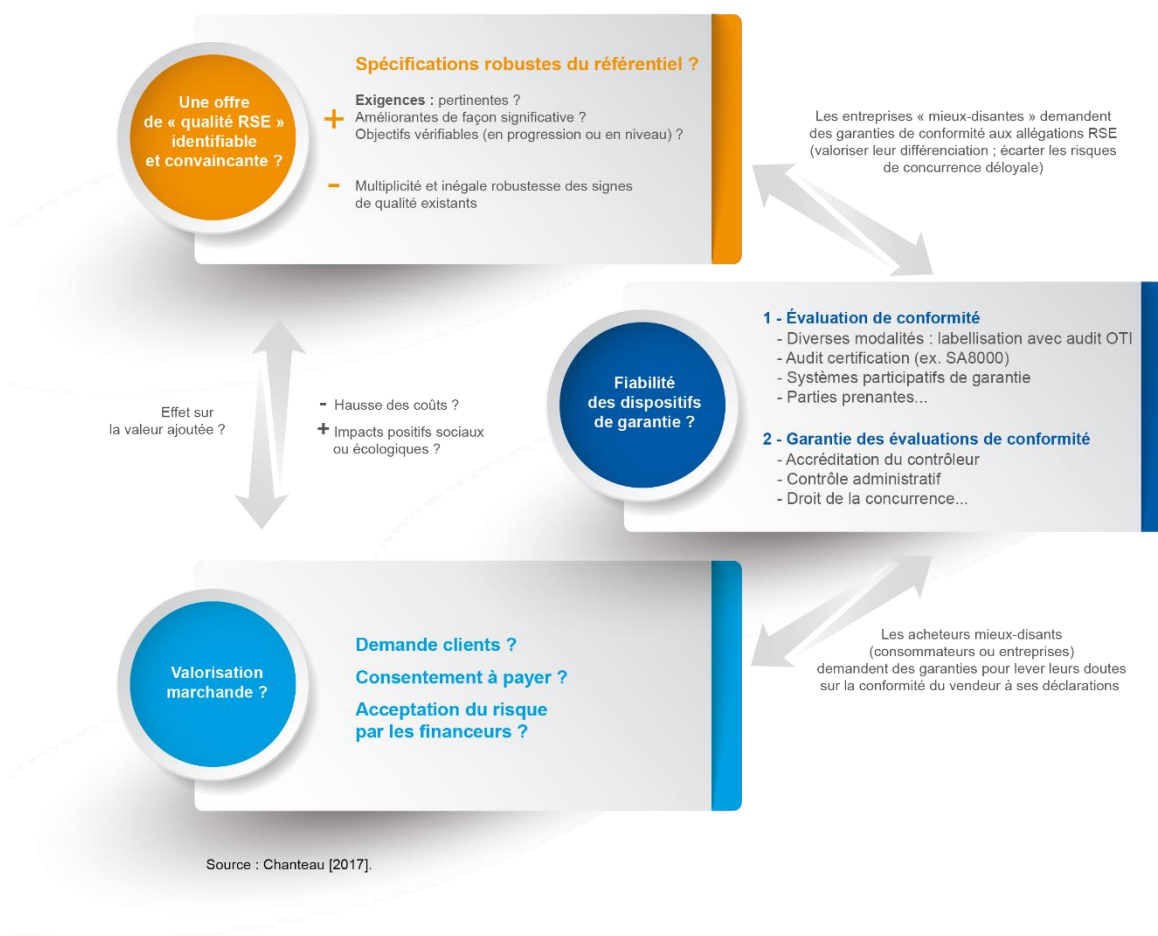 Une offre
de « qualité RSE »
identifiable
et convaincante ?
Spécifications robustes du référentiel ?
+ Exigences : pertinentes ?
Améliorantes de façon significative ?
Objectifs vérifiables (en progression ou en niveau) ?
- Multiplicité et inégale robustesse des signes
de qualité existants
Les entreprises « mieux-disantes » demandent
des garanties de conformité aux allégations RSE
(valoriser leur différenciation ; écarter les risques
de concurrence déloyale)
Fiabilité
des dispositifs
de garantie ?
1 - Évaluation de conformité
- Diverses modalités : labellisation avec audit OTI
- Audit certification (ex. SA8000)
- Systèmes participatifs de garantie
- Parties prenantes...
2 - Garantie des évaluations de conformité
- Accréditation du contrôleur
- Contrôle administratif
- Droit de la concurrence...
Effet sur
la valeur ajoutée ?
- Hausse des coûts ?
+ Impacts positifs sociaux
ou écologiques ?
Valorisation
marchande ?
Demande clients ?
Consentement à payer ?
Acceptation du risque
par les financeurs ?
Les acheteurs mieux-disants
(consommateurs ou entreprises)
demandent des garanties pour lever leurs doutes
sur la conformité du vendeur à ses déclarations
Source : Chanteau [2017].